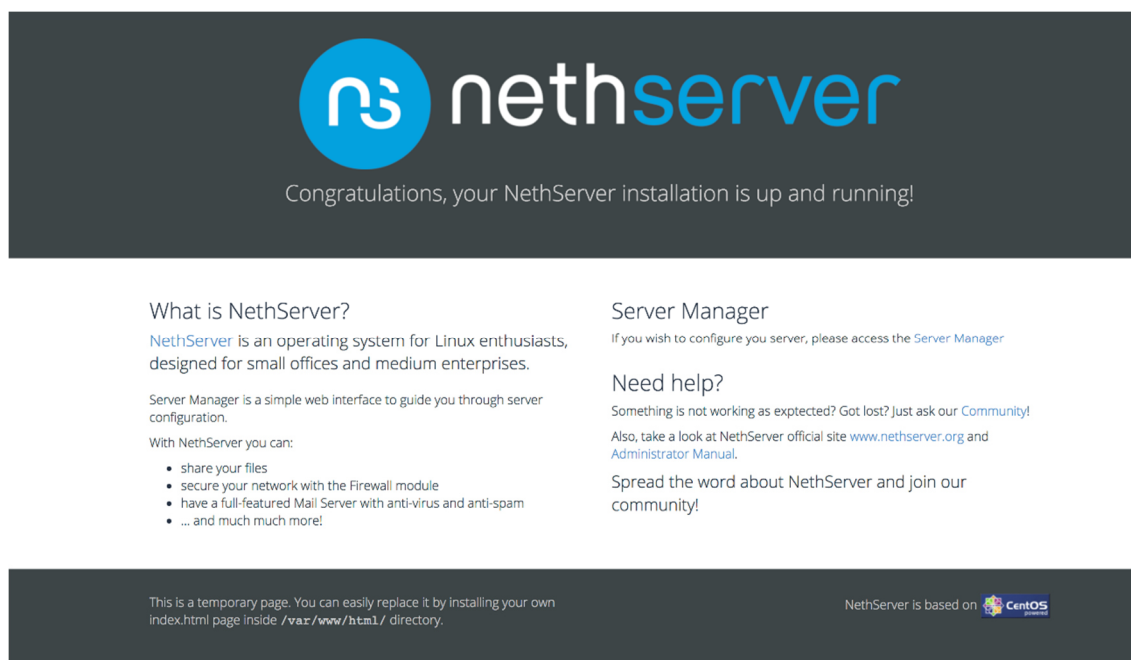 ns nethserver
Congratulations, your NethServer installation is up and running!
What is NethServer?
NethServer is an operating system for Linux enthusiasts,
designed for small offices and medium enterprises.
Server Manager is a simple web interface to guide you through server
configuration.
With NethServer you can:
• share your files
• secure your network with the Firewall module
• have a full-featured Mail Server with anti-virus and anti-spam
• ... and much much more!
Server Manager
If you wish to configure you server, please access the Server Manager
Need help?
Something is not working as exptected? Got lost? Just ask our Community!
Also, take a look at NethServer official site www.nethserver.org and
Administrator Manual.
Spread the word about NethServer and join our
community!
This is a temporary page. You can easily replace it by installing your own
index.html page inside /var/www/html/ directory.
NethServer is based on CentOS
powered